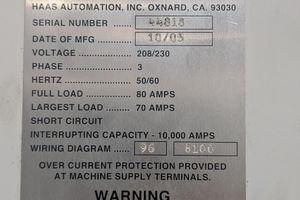 HAAS AUTOMATION, INC. OXNARD, CA. 93030
SERIAL NUMBER ........ 44818
DATE OF MFG ............ 10/03
VOLTAGE .................... 208/230
PHASE ........................ 3
HERTZ ........................ 50/60
FULL LOAD ................ 80 AMPS
LARGEST LOAD ........ 70 AMPS
SHORT CIRCUIT
INTERRUPTING CAPACITY - 10,000 AMPS
WIRING DIAGRAM .... 96 8100
OVER CURRENT PROTECTION PROVIDED
AT MACHINE SUPPLY TERMINALS.
WARNING